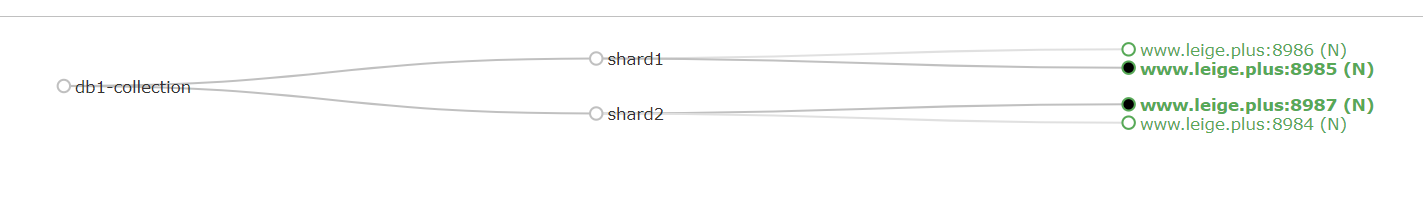 db1-collection
shard1
www.leige.plus:8986 (N)
www.leige.plus:8985 (N)
shard2
www.leige.plus:8987 (N)
www.leige.plus:8984 (N)